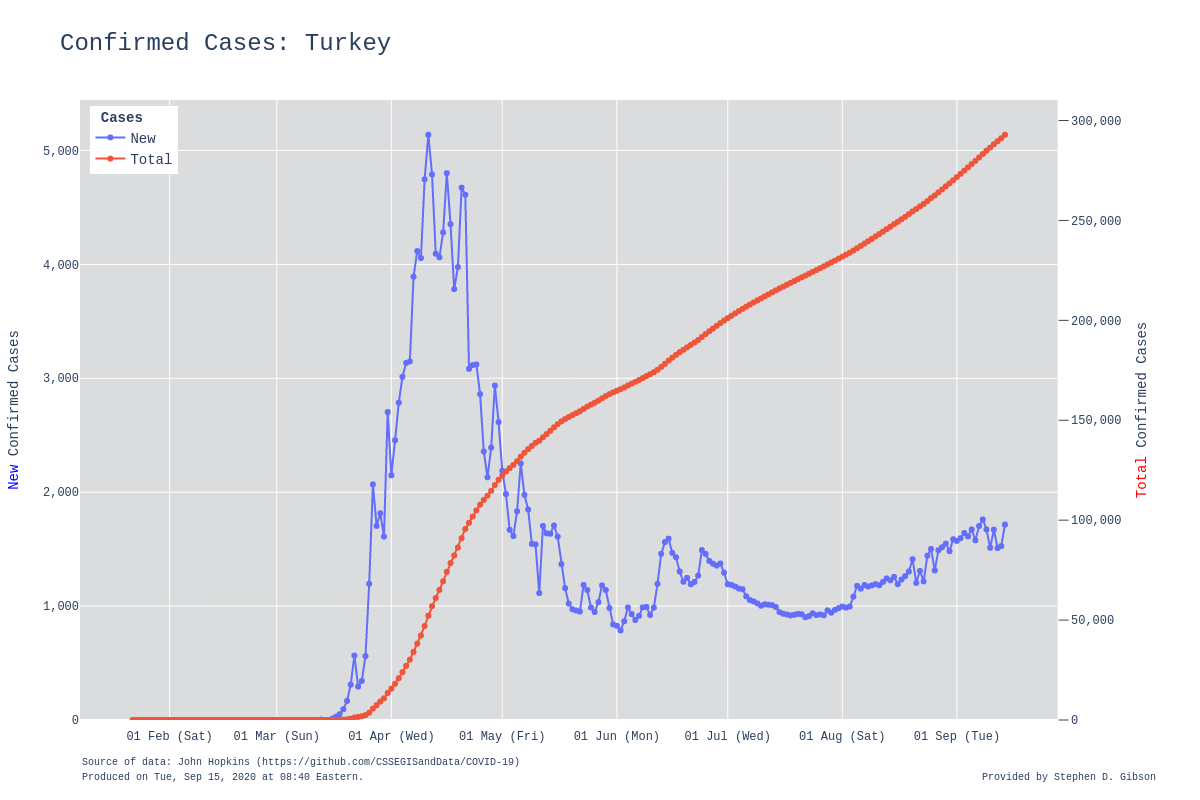 Confirmed Cases: Turkey
Cases
New
Total
5,000
4,000
3,000
2,000
1,000
0
New Confirmed Cases
300,000
250,000
200,000
150,000
100,000
50,000
0
Total Confirmed Cases
01 Feb (Sat) 01 Mar (Sun) 01 Apr (Wed) 01 May (Fri) 01 Jun (Mon) 01 Jul (Wed) 01 Aug (Sat) 01 Sep (Tue)
Source of data: John Hopkins (https://github.com/CSSEGISandData/COVID-19)
Produced on Tue, Sep 15, 2020 at 08:40 Eastern.
Provided by Stephen D. Gibson